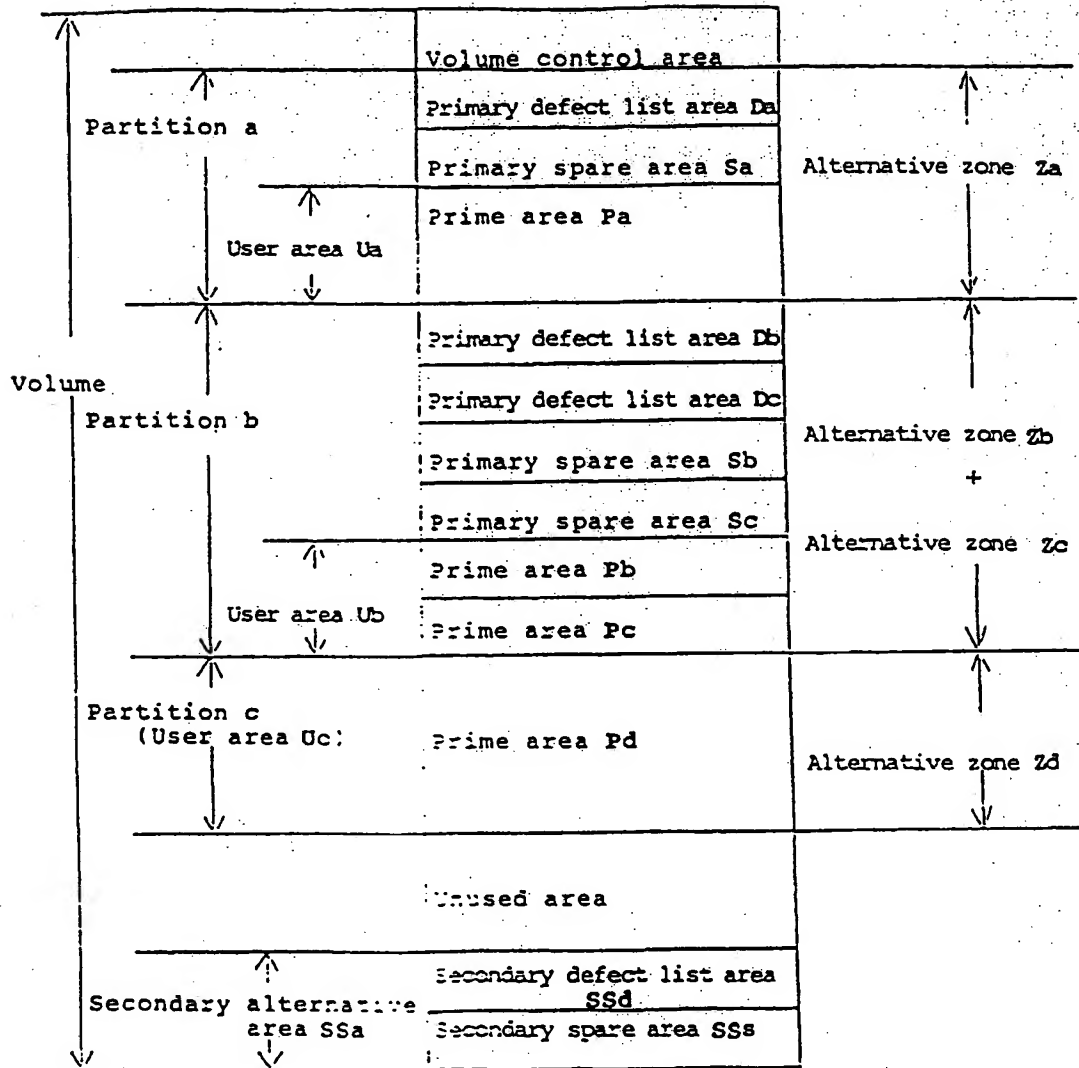 Volume control area
Primary defect list area Da
Partition a
Primary spare area Sa
Alternative zone Za
Prime area Pa
User area Ua
Primary defect list area Db
Volume
Primary defect list area Dc
Partition b
Alternative zone Zb
Primary spare area Sb
+
Primary spare area Sc
Alternative zone Zc
Prime area Pb
User area Ub
Prime area Pc
Partition c
(User area Uc)
Prime area Pd
Alternative zone Zd
Unused area
Secondary defect list area
SSd
Secondary alternative
area SSa
Secondary spare area SSs